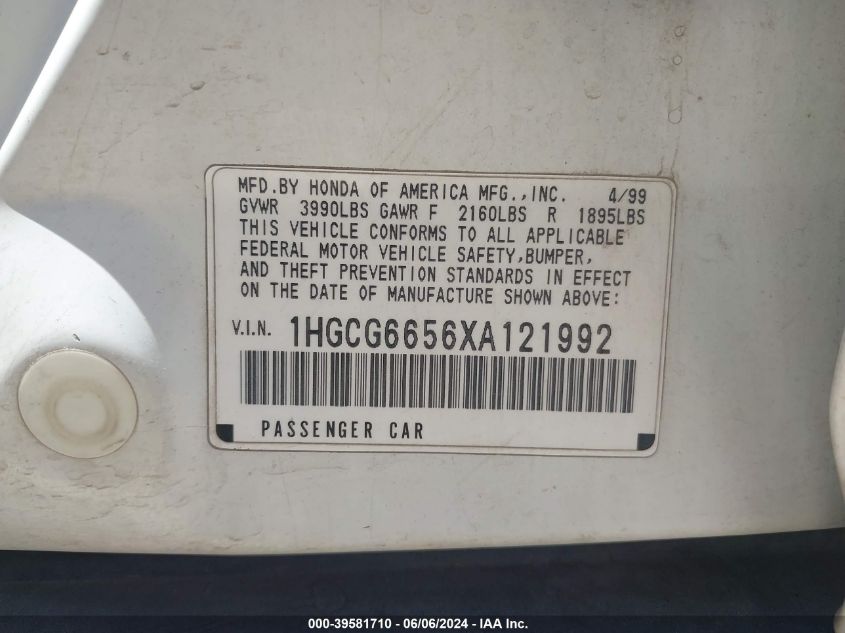 MFD.BY HONDA OF AMERICA MFG.,INC. 4/99
GVWR 3990LBS GAWR F 2160LBS R 1895LBS
THIS VEHICLE CONFORMS TO ALL APPLICABLE
FEDERAL MOTOR VEHICLE SAFETY,BUMPER,
AND THEFT PREVENTION STANDARDS IN EFFECT
ON THE DATE OF MANUFACTURE SHOWN ABOVE:
V.I.N. 1HGCG6656XA121992
PASSENGER CAR
000-39581710 - 06/06/2024 - IAA Inc.